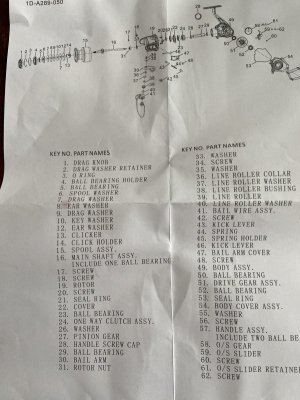 1D-A289-050
KEY NO. PART NAMES
1. DRAG KNOB
2. DRAG WASHER RETAINER
3. O RING
4. BALL BEARING HOLDER
5. BALL BEARING
6. SPOOL WASHER
7. DRAG WASHER
8. EAR WASHER
9. DRAG WASHER
10. KEY WASHER
12. EAR WASHER
13. CLICKER
14. CLICK HOLDER
15. SPOOL ASSY.
16. MAIN SHAFT ASSY.
INCLUDE ONE BALL BEARING
17. SCREW
18. SCREW
19. ROTOR
20. SCREW
21. SEAL RING
22. COVER
23. BALL BEARING
24. ONE WAY CLUTCH ASSY.
26. WASHER
27. PINION GEAR
28. HANDLE SCREW CAP
29. BALL BEARING
30. BAIL ARM
31. ROTOR NUT
KEY NO. PART NAMES
33. WASHER
34. SCREW
35. WASHER
36. LINE ROLLER COLLAR
37. LINE ROLLER WASHER
38. LINE ROLLER BUSHING
39. LINE ROLLER
40. LINE ROLLER WASHER
41. BAIL WIRE ASSY.
42. SCREW
43. KICK LEVER
44. SPRING
45. SPRING HOLDER
46. KICK LEVER
47. BAIL ARM COVER
48. SCREW
49. BODY ASSY.
50. BALL BEARING
51. DRIVE GEAR ASSY.
52. BALL BEARING
53. SEAL RING
54. BODY COVER ASSY.
55. WASHER
56. SCREW
57. HANDLE ASSY.
INCLUDE TWO BALL BE
58. O/S GEAR
59. O/S SLIDER
60. SCREW
61. O/S SLIDER RETAINER
62. SCREW